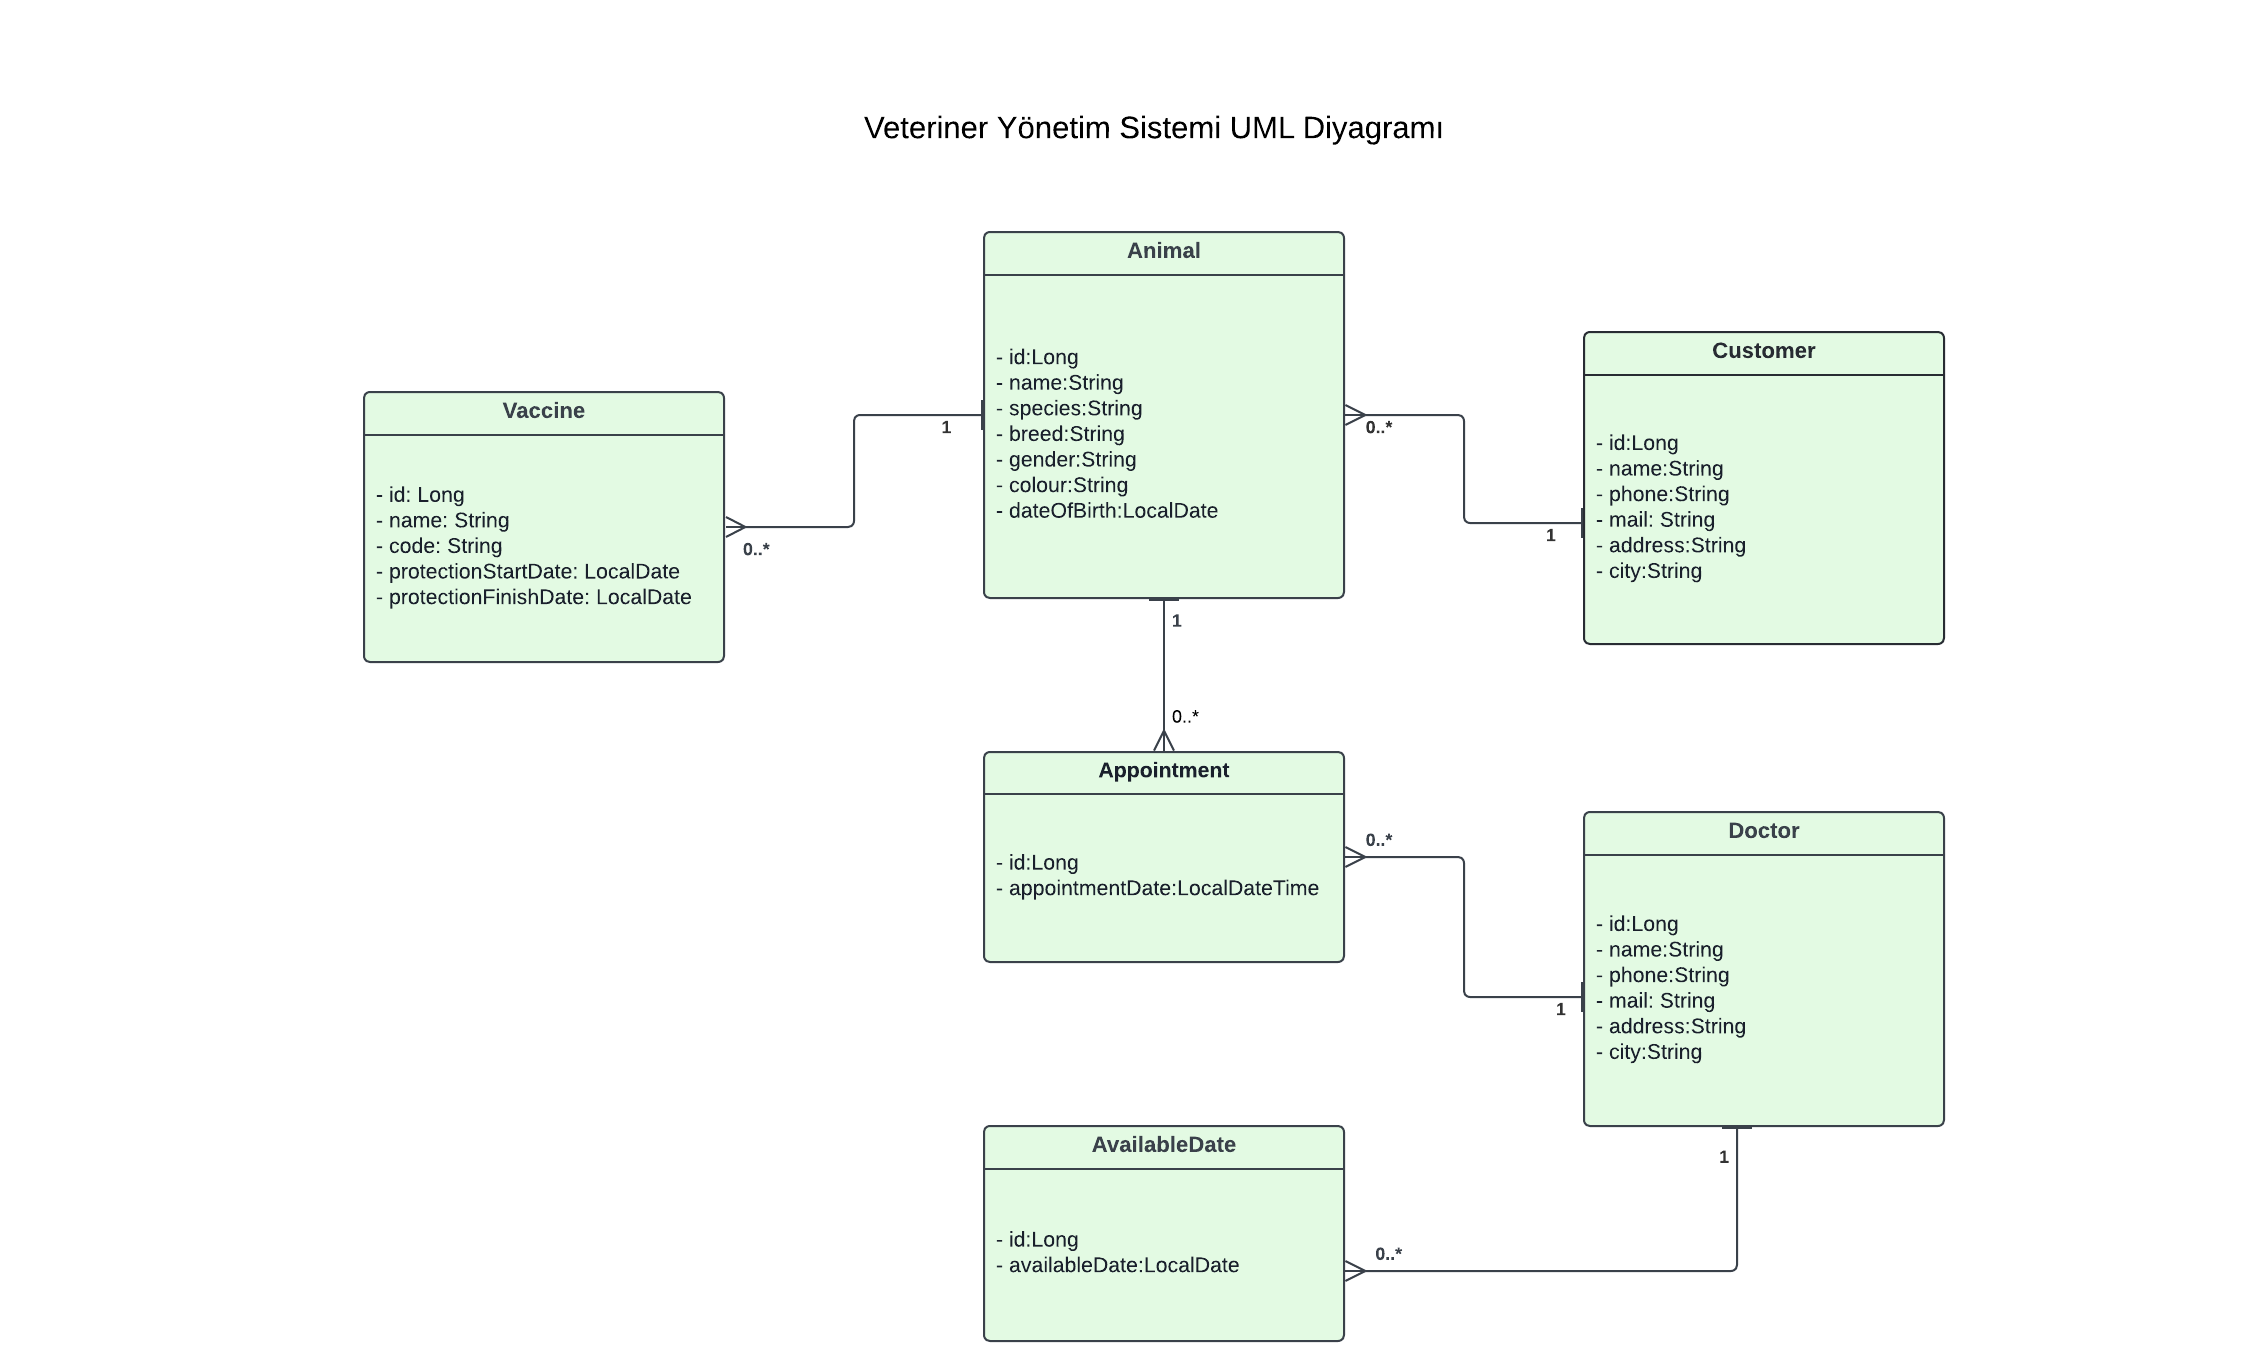 Veteriner Yönetim Sistemi UML Diyagramı
Animal
- id:Long
- name:String
- species:String
- breed:String
- gender:String
- colour:String
- dateOfBirth:LocalDate
Customer
- id:Long
- name:String
- phone:String
- mail: String
- address:String
- city:String
Vaccine
- id: Long
- name: String
- code: String
- protectionStartDate: LocalDate
- protectionFinishDate: LocalDate
1
0..*
0..*
1
1
0..*
Appointment
- id:Long
- appointmentDate:LocalDateTime
0..*
1
Doctor
- id:Long
- name:String
- phone:String
- mail: String
- address:String
- city:String
AvailableDate
- id:Long
- availableDate:LocalDate
1
0..*